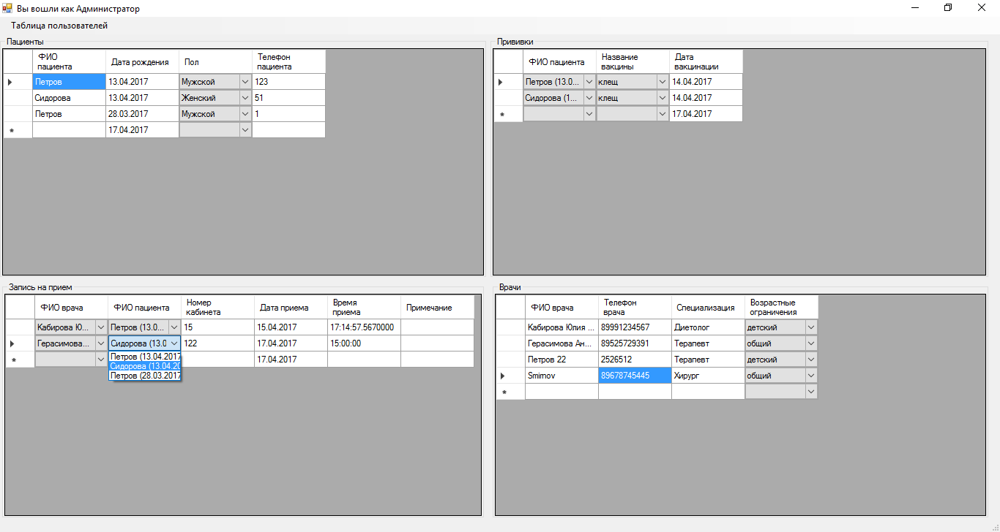 Вы вошли как Администратор
Таблица пользователей
Пациенты
ФИО пациента Дата рождения Пол Телефон пациента
Петров 13.04.2017 Мужской 123
Сидорова 13.04.2017 Женский 51
Петров 28.03.2017 Мужской 1
17.04.2017
Прививки
ФИО пациента Название вакцины Дата вакцинации
Петров (13.0... клещ 14.04.2017
Сидорова (1... клещ 14.04.2017
17.04.2017
Запись на прием
ФИО врача ФИО пациента Номер кабинета Дата приема Время приема Примечание
Кабирова Ю... Петров (13.0... 15 15.04.2017 17:14:57.5670000
Герасимова... Сидорова (13.0 122 17.04.2017 15:00:00
17.04.2017
Петров (13.04.2017
Сидорова (13.04.20
Петров (28.03.2017
Врачи
ФИО врача Телефон врача Специализация Возрастные ограничения
Кабирова Юлия ... 89991234567 Диетолог детский
Герасимова Ан... 89525729391 Терапевт общий
Петров 22 2526512 Терапевт детский
Smirnov 89678745445 Хирург общий